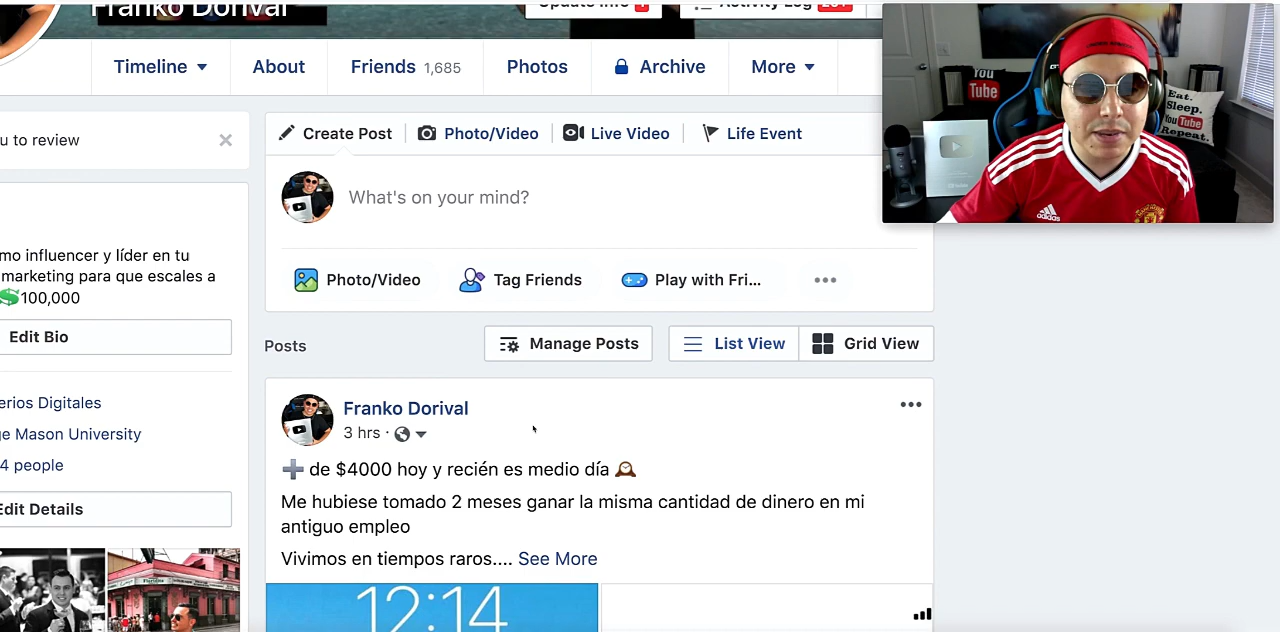 Franko Dorival
Update Info
Activity Log
Timeline
About
Friends 1,685
Photos
Archive
More
u to review
Create Post
Photo/Video
Live Video
Life Event
What's on your mind?
mo influencer y líder en tu
marketing para que escales a
100,000
Edit Bio
Photo/Video
Tag Friends
Play with Fri...
Posts
Manage Posts
List View
Grid View
erios Digitales
ge Mason University
4 people
Edit Details
Franko Dorival
3 hrs ·
➕ de $4000 hoy y recién es medio día 🕰
Me hubiese tomado 2 meses ganar la misma cantidad de dinero en mi
antiguo empleo
Vivimos en tiempos raros.... See More
12:14
You
Tube
Eat.
Sleep.
YouTube
Repeat.
adidas